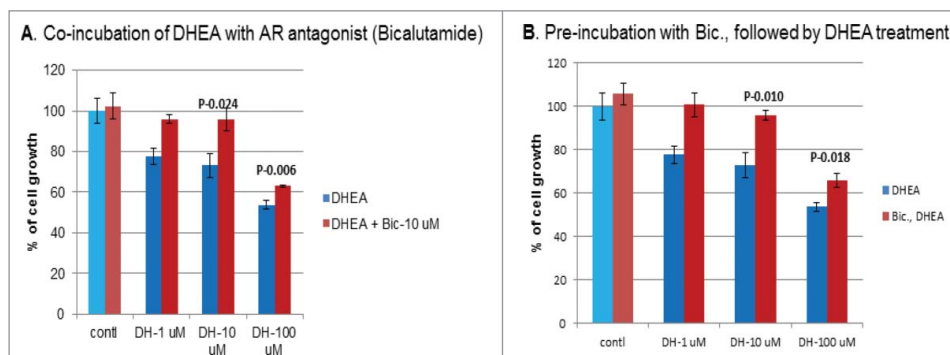 A. Co-incubation of DHEA with AR antagonist (Bicalutamide)
% of cell growth
120
100
80
60
40
20
0
P-0.024
P-0.006
DHEA
DHEA + Bic-10 uM
contl
DH-1 uM
DH-10 uM
DH-100 uM
B. Pre-incubation with Bic., followed by DHEA treatment
% of cell growth
120
100
80
60
40
20
0
P-0.010
P-0.018
DHEA
Bic., DHEA
contl
DH-1 uM
DH-10 uM
DH-100 uM